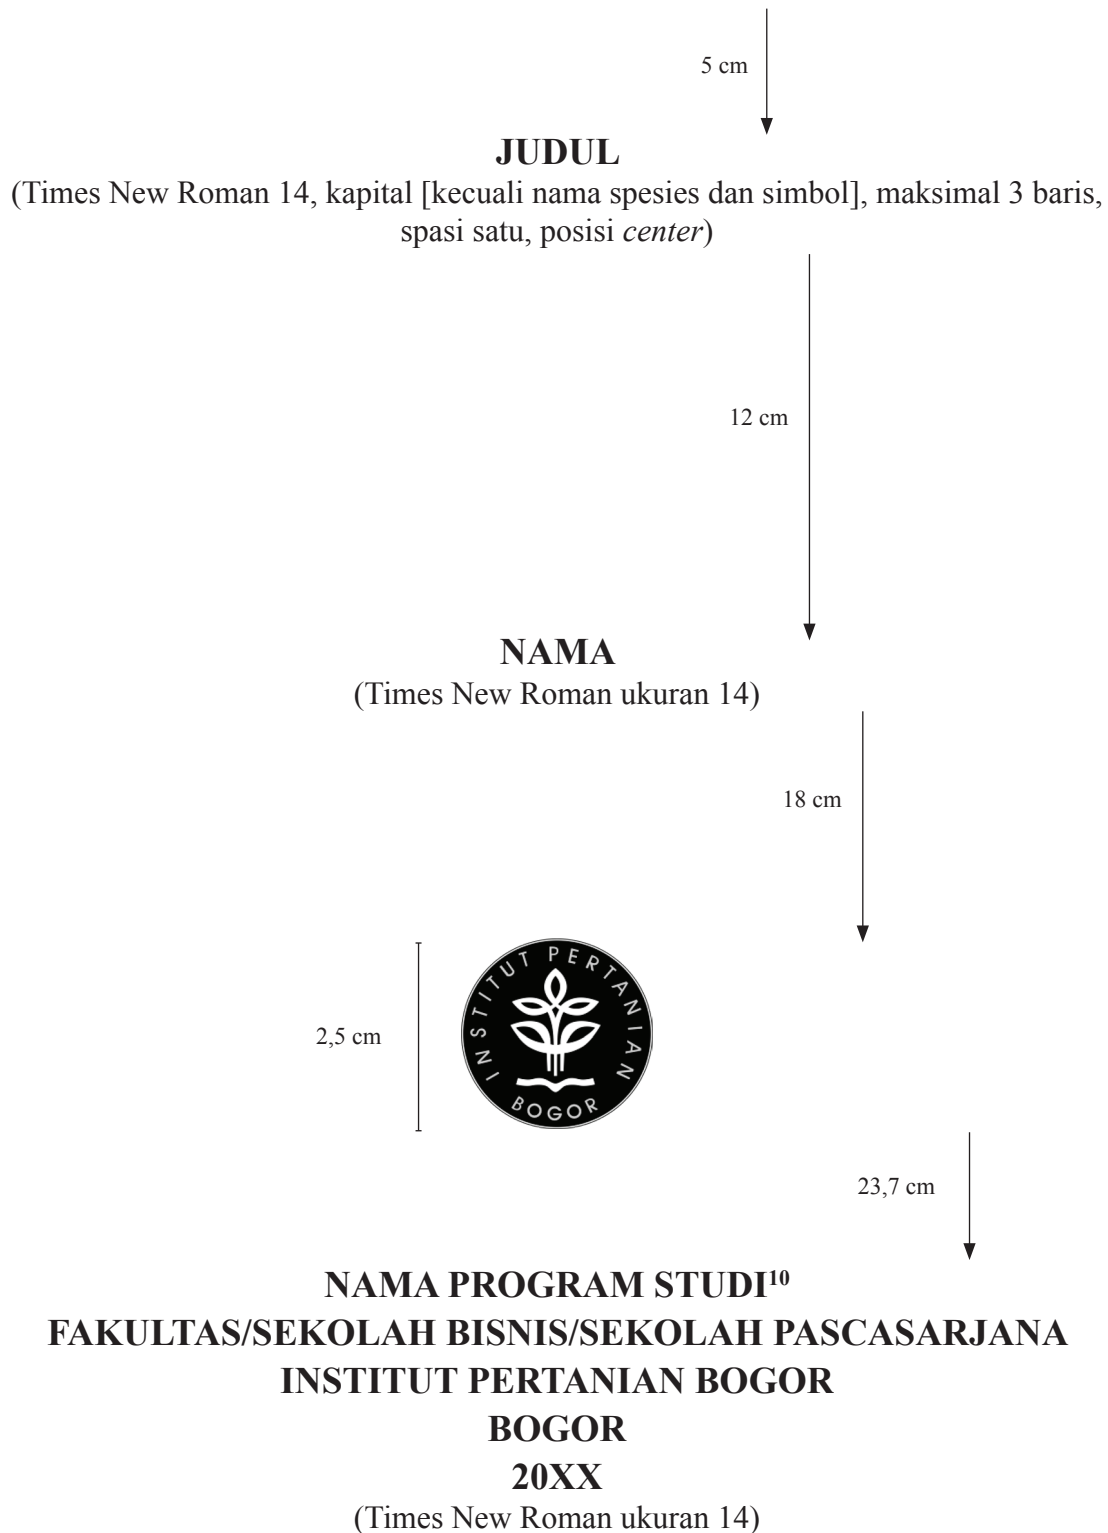 5 cm
JUDUL
(Times New Roman 14, kapital [kecuali nama spesies dan simbol], maksimal 3 baris,
spasi satu, posisi center)
12 cm
NAMA
(Times New Roman ukuran 14)
18 cm
INSTITUT PERTANIAN
BOGOR
2,5 cm
23,7 cm
NAMA PROGRAM STUDI¹⁰
FAKULTAS/SEKOLAH BISNIS/SEKOLAH PASCASARJANA
INSTITUT PERTANIAN BOGOR
BOGOR
20XX
(Times New Roman ukuran 14)